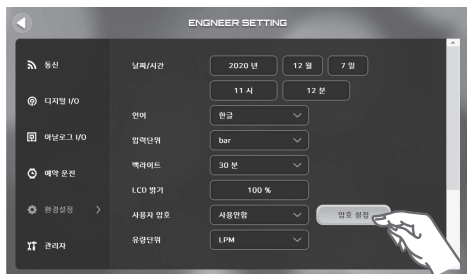 ENGNEER SETTING
통신
디지털 I/O
아날로그 I/O
예약 운전
환경설정
관리자
날짜/시간
2020 년
12 월
7 일
11 시
12 분
언어
한글
압력단위
bar
백라이트
30 분
LCD 밝기
100 %
사용자 암호
사용안함
암호 설정
유량단위
LPM